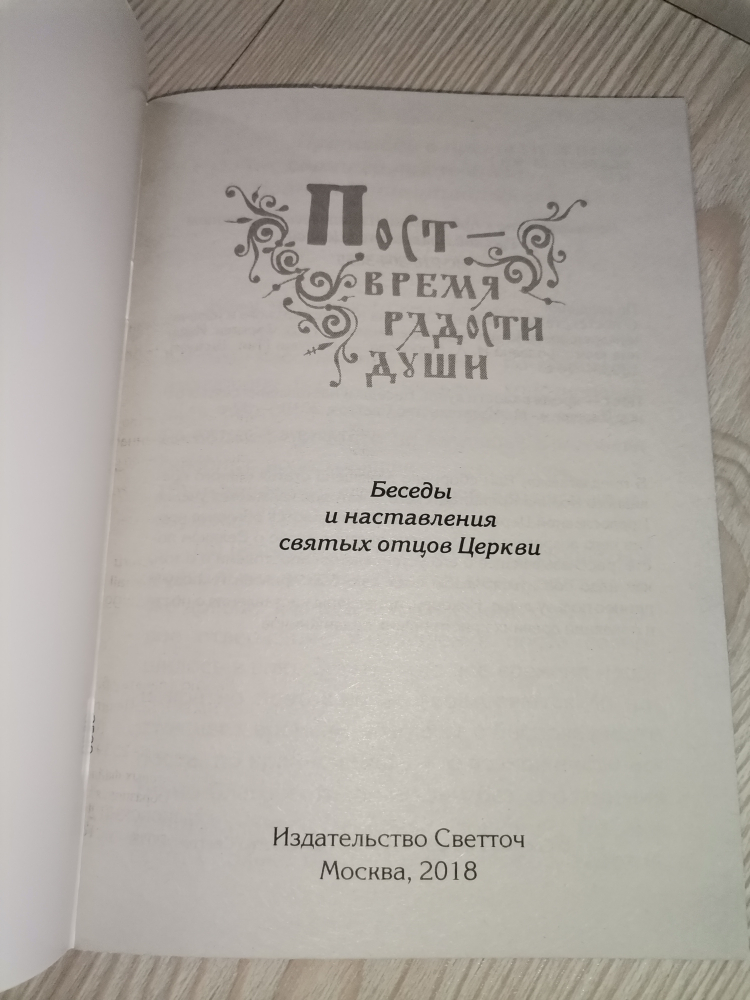 Пост —
время
радости
души
Беседы
и наставления
святых отцов Церкви
Издательство Светточ
Москва, 2018